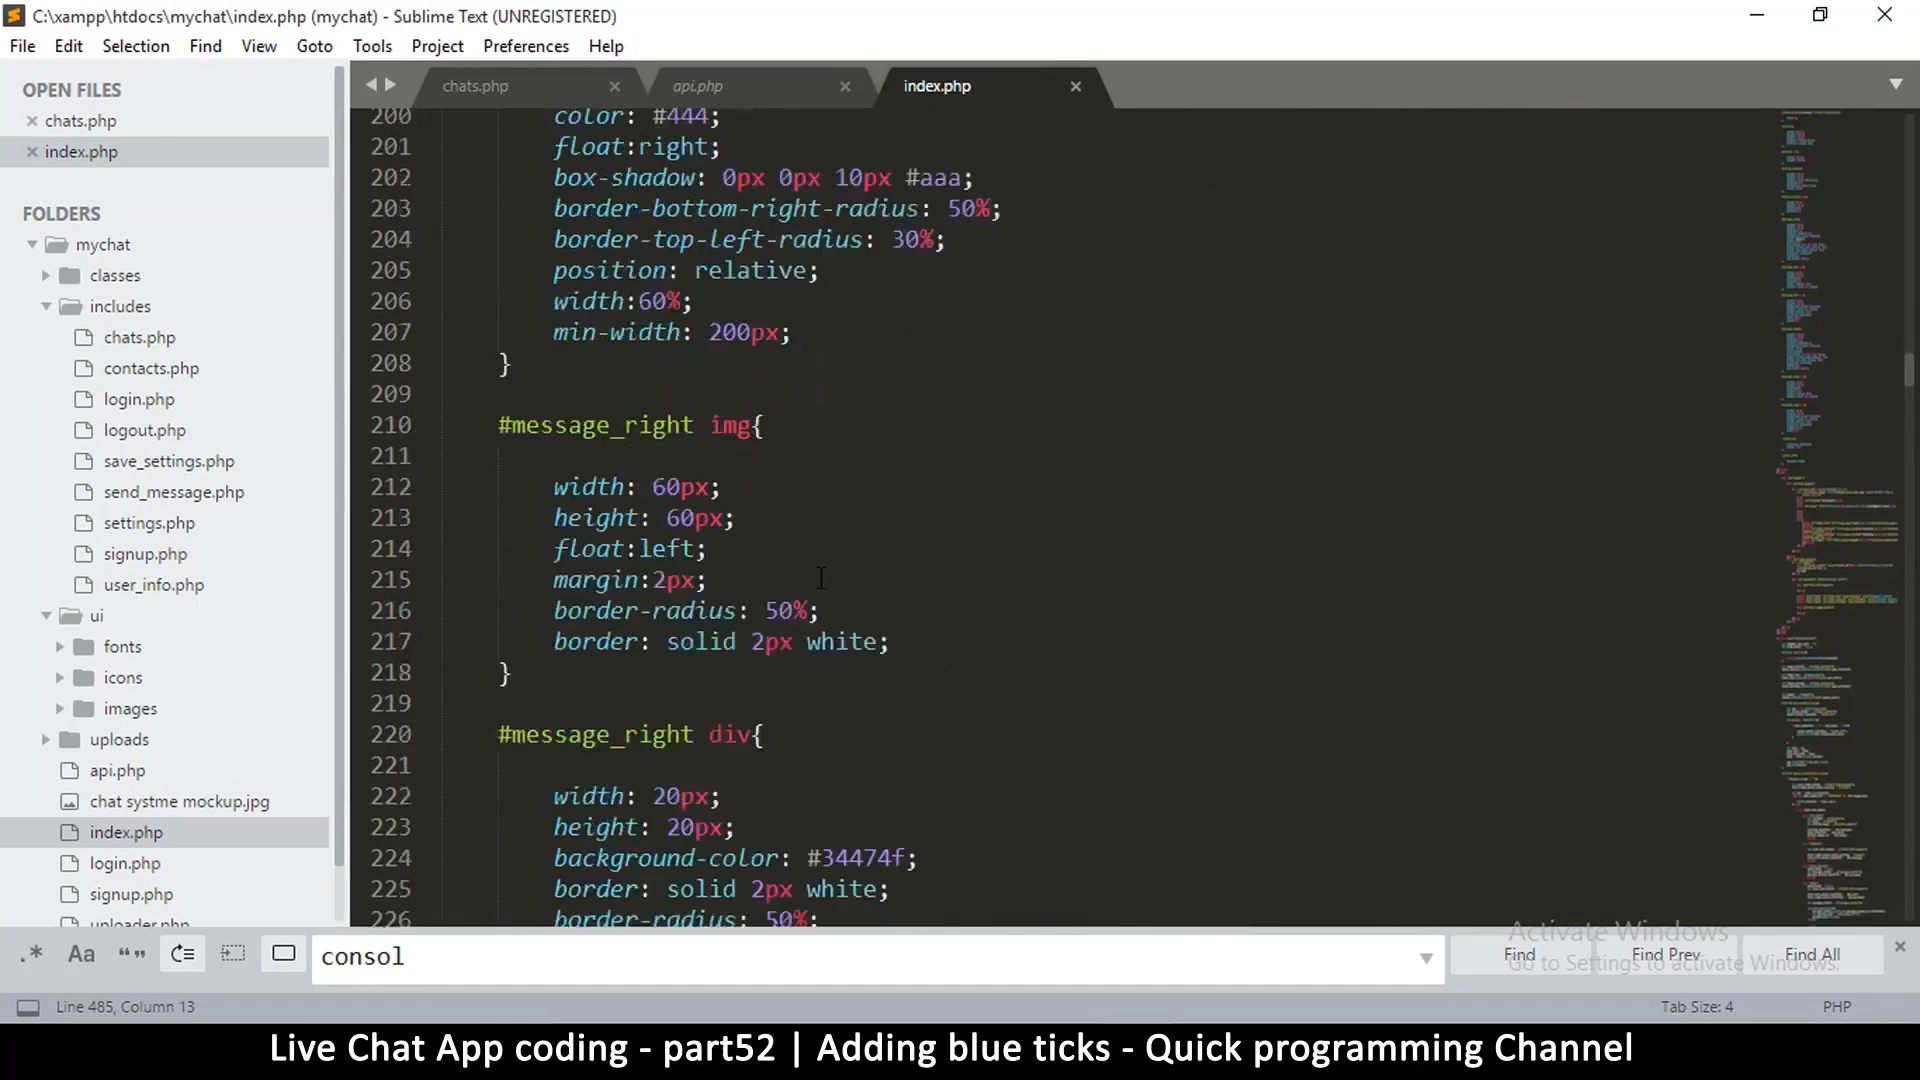 C:\xampp\htdocs\mychat\index.php (mychat) - Sublime Text (UNREGISTERED)
File Edit Selection Find View Goto Tools Project Preferences Help
OPEN FILES
chats.php
index.php
FOLDERS
mychat
classes
includes
chats.php
contacts.php
login.php
logout.php
save_settings.php
send_message.php
settings.php
signup.php
user_info.php
ui
fonts
icons
images
uploads
api.php
chat systme mockup.jpg
index.php
login.php
signup.php
uploader.php
chats.php api.php index.php
200 color: #444;
201 float:right;
202 box-shadow: 0px 0px 10px #aaa;
203 border-bottom-right-radius: 50%;
204 border-top-left-radius: 30%;
205 position: relative;
206 width:60%;
207 min-width: 200px;
208 }
209
210 #message_right img{
211
212 width: 60px;
213 height: 60px;
214 float:left;
215 margin:2px;
216 border-radius: 50%;
217 border: solid 2px white;
218 }
219
220 #message_right div{
221
222 width: 20px;
223 height: 20px;
224 background-color: #34474f;
225 border: solid 2px white;
226 border-radius: 50%;
Activate Windows
Go to Settings to activate Windows.
.* Aa “” consol Find Find Prev Find All
Line 485, Column 13 Tab Size: 4 PHP
Live Chat App coding - part52 | Adding blue ticks - Quick programming Channel